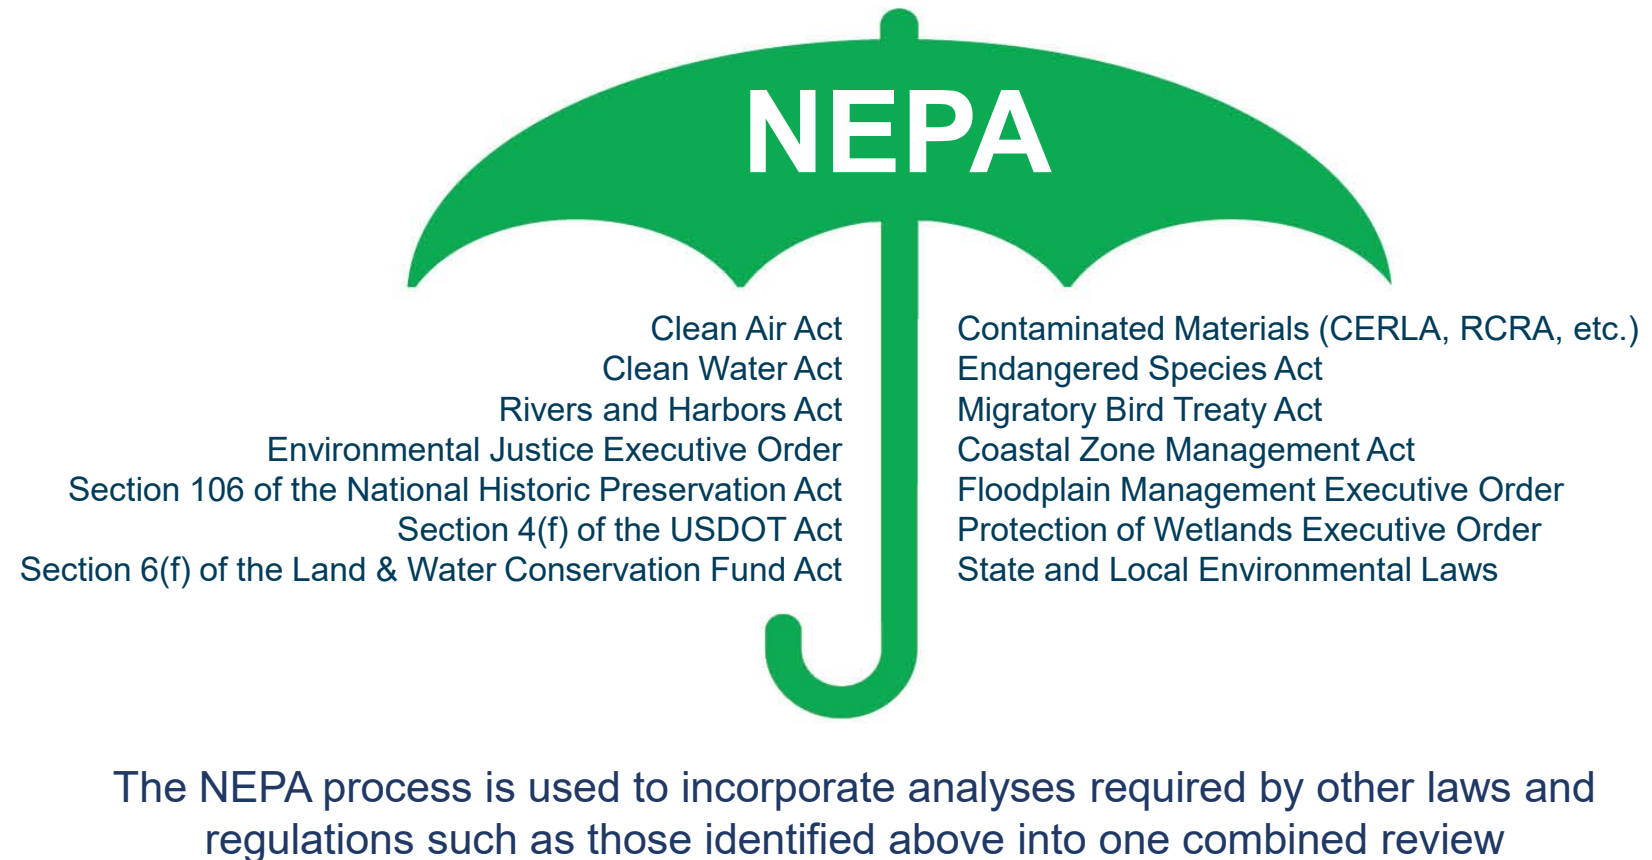 NEPA
Clean Air Act
Clean Water Act
Rivers and Harbors Act
Environmental Justice Executive Order
Section 106 of the National Historic Preservation Act
Section 4(f) of the USDOT Act
Section 6(f) of the Land & Water Conservation Fund Act
Contaminated Materials (CERLA, RCRA, etc.)
Endangered Species Act
Migratory Bird Treaty Act
Coastal Zone Management Act
Floodplain Management Executive Order
Protection of Wetlands Executive Order
State and Local Environmental Laws
The NEPA process is used to incorporate analyses required by other laws and
regulations such as those identified above into one combined review